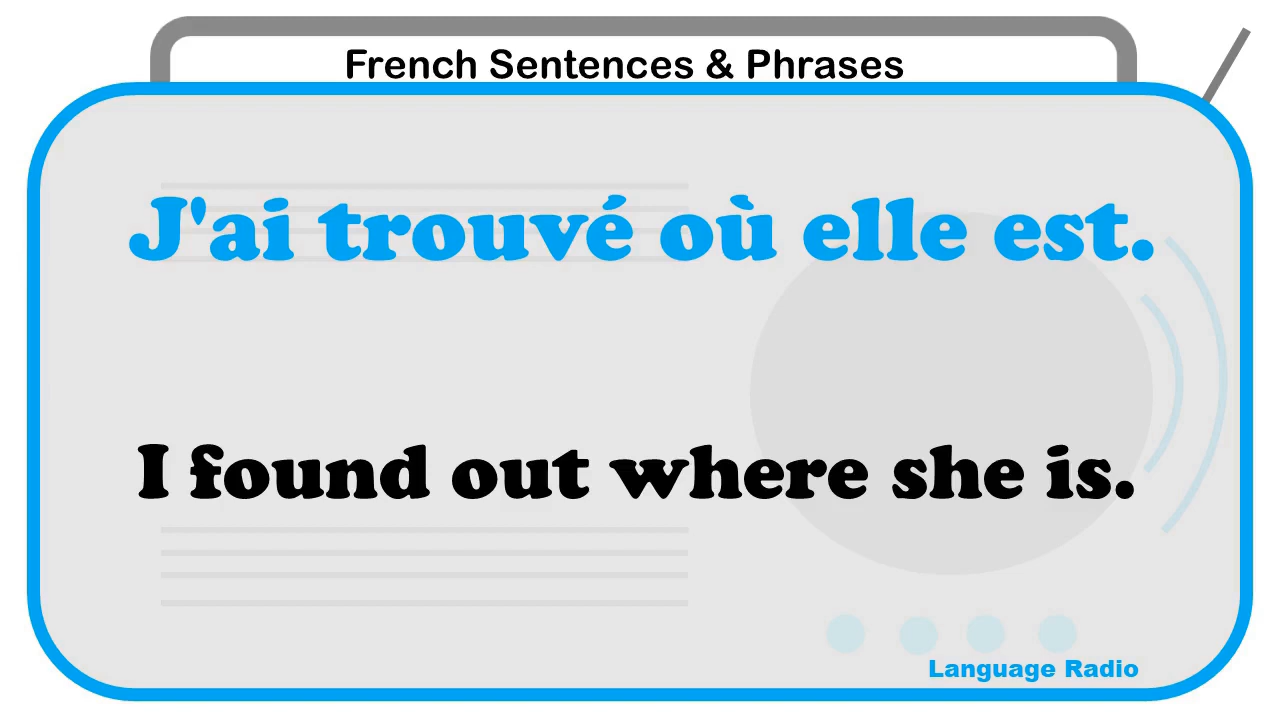 French Sentences & Phrases
J'ai trouvé où elle est.
I found out where she is.
Language Radio